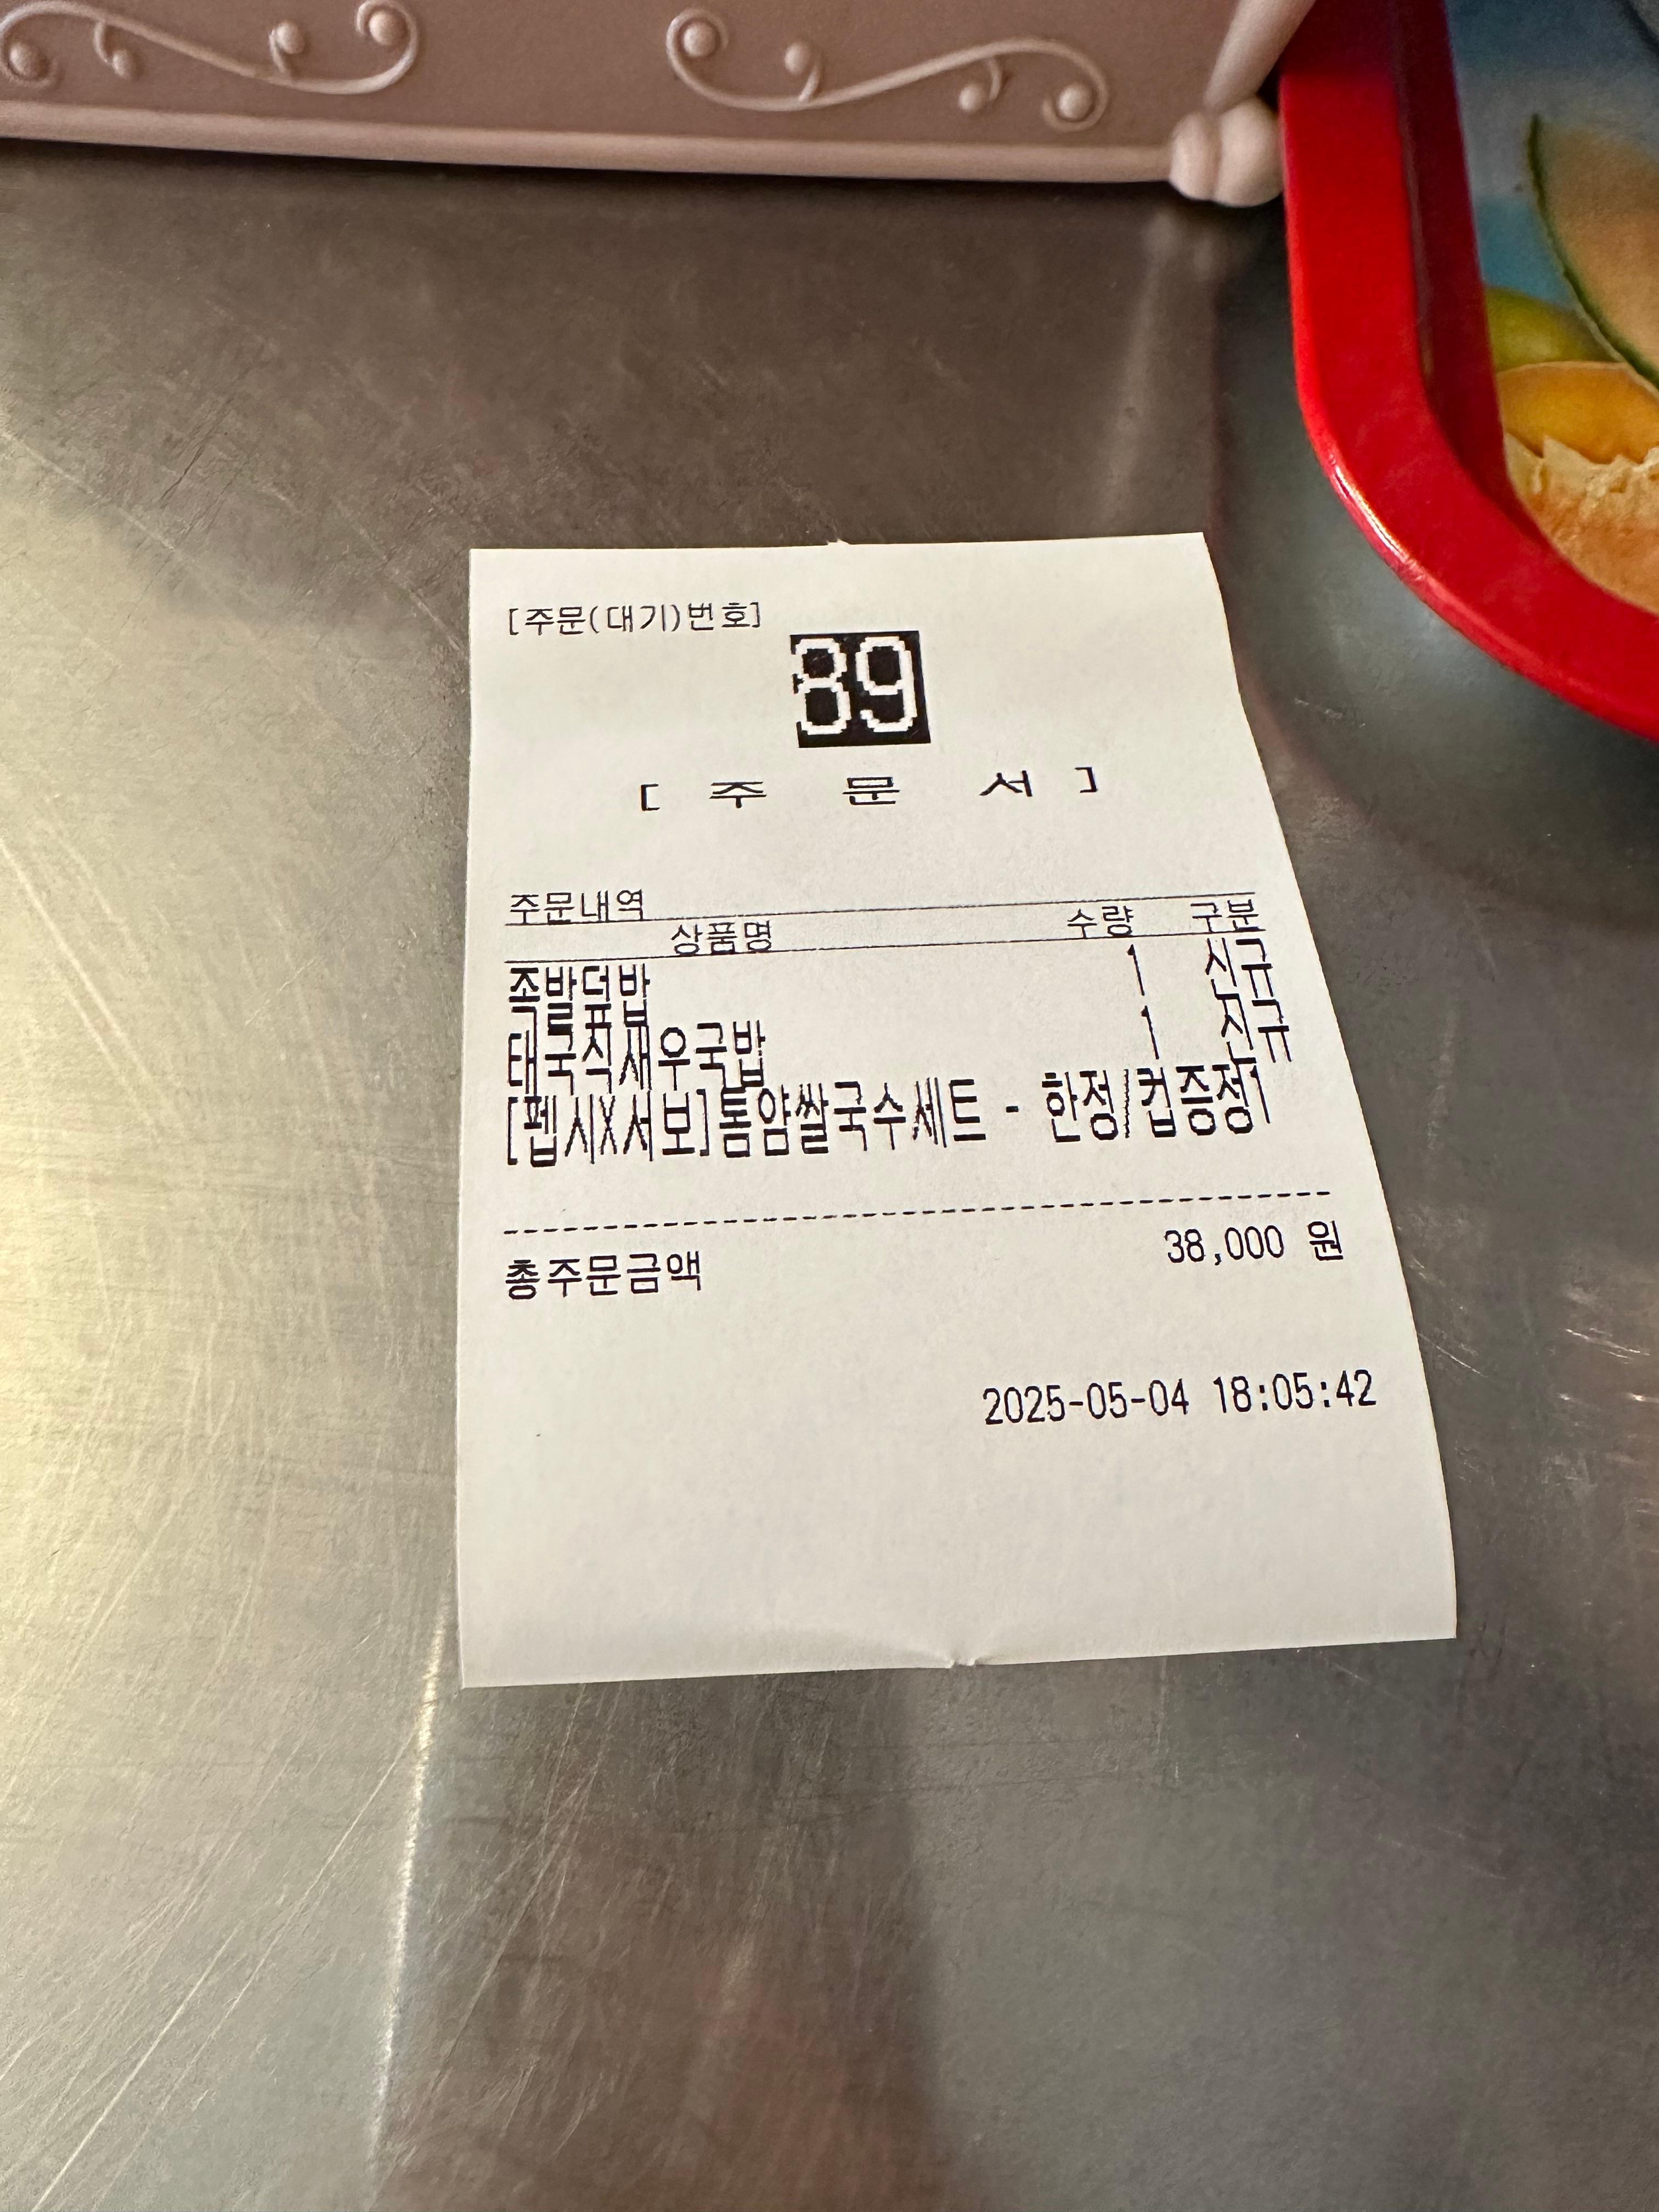 [주문(대기)번호]
39
[ 주 문 서 ]
주문내역
상품명 수량 구분
족발덮밥 1 신규
태국식새우국밥 1 신규
[펩시X서보]똠얌쌀국수세트 - 한정/컵증정1
총주문금액 38,000 원
2025-05-04 18:05:42